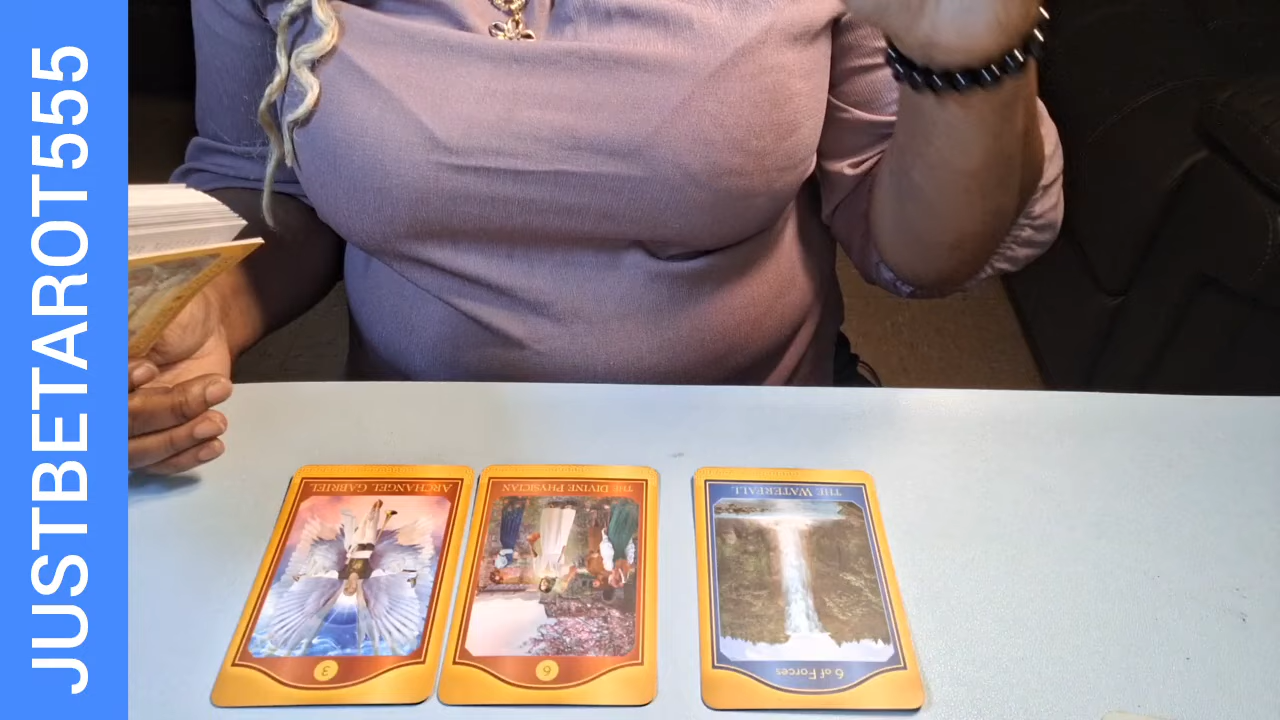 JUSTBETAROT555
ARCHANGEL GABRIEL
3
THE DIVINE PHYSICIAN
6
THE WATERFALL
6 of Forces